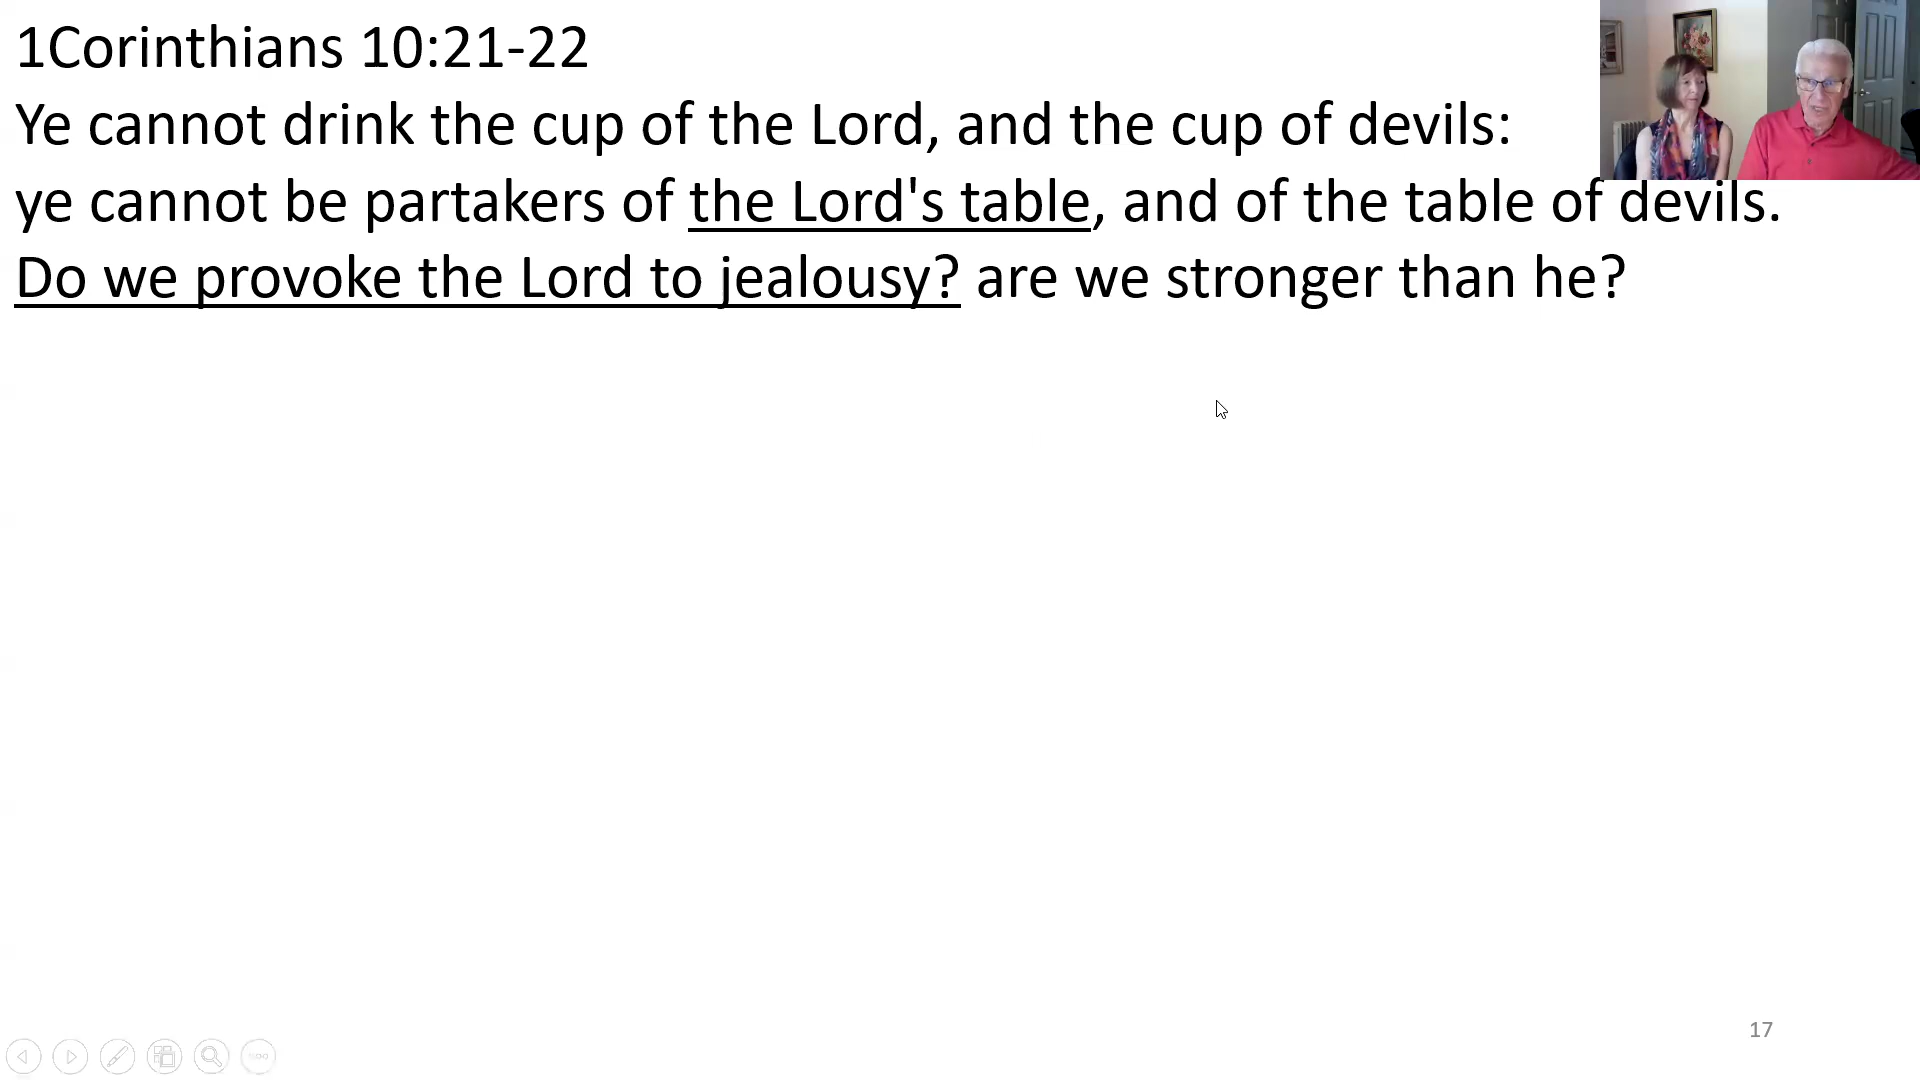 1Corinthians 10:21-22
Ye cannot drink the cup of the Lord, and the cup of devils:
ye cannot be partakers of the Lord's table, and of the table of devils.
Do we provoke the Lord to jealousy? are we stronger than he?
17